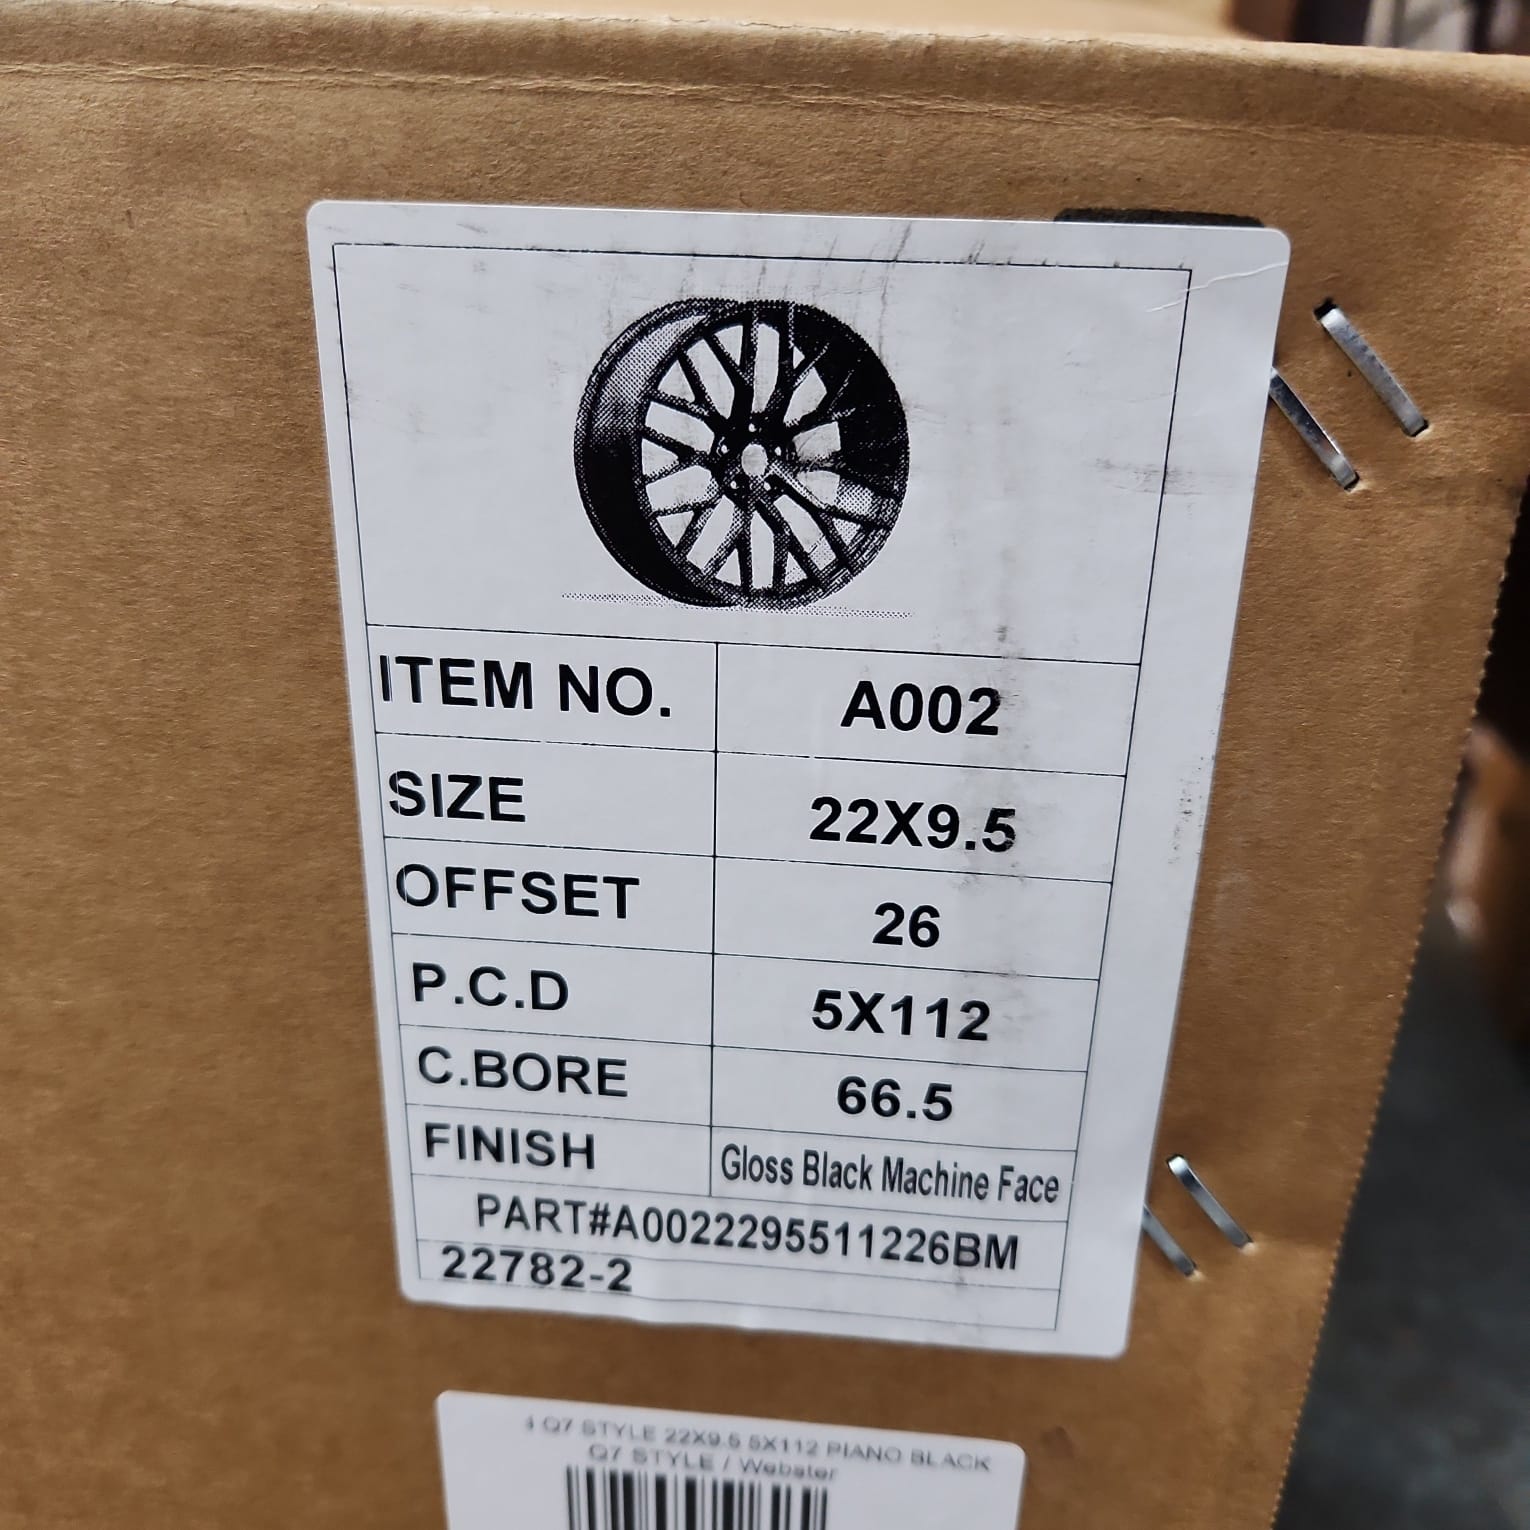 ITEM NO. A002
SIZE 22X9.5
OFFSET 26
P.C.D 5X112
C.BORE 66.5
FINISH Gloss Black Machine Face
PART#A0022295511226BM
22782-2
Q7 STYLE 22X9.5 5X112 PIANO BLACK
Q7 STYLE / Webster